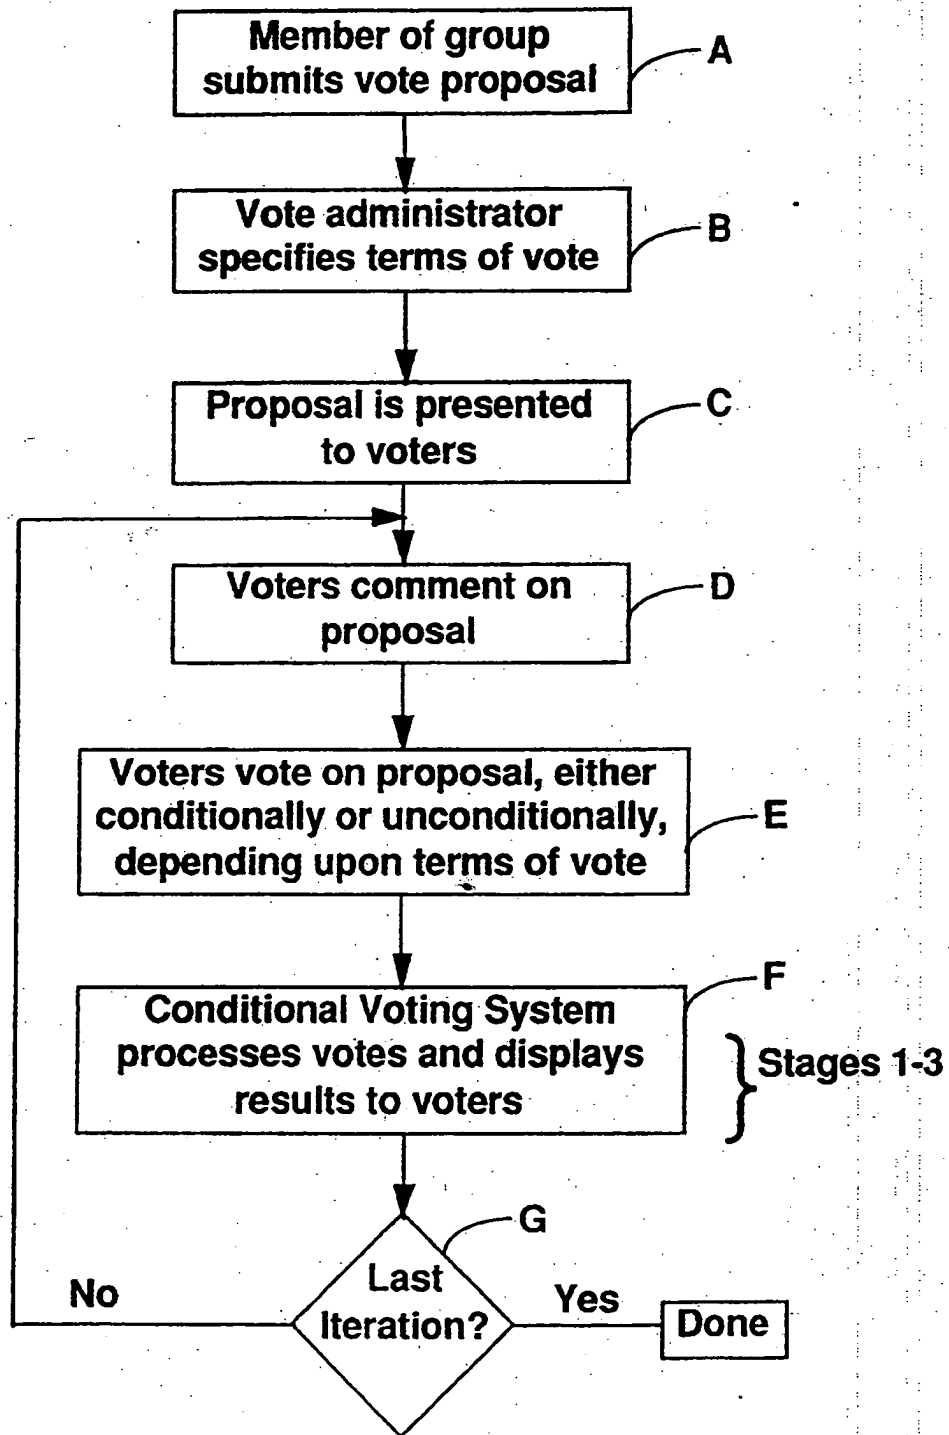 Member of group
submits vote proposal
A
Vote administrator
specifies terms of vote
B
Proposal is presented
to voters
C
Voters comment on
proposal
D
Voters vote on proposal, either
conditionally or unconditionally,
depending upon terms of vote
E
Conditional Voting System
processes votes and displays
results to voters
F
Stages 1-3
G
Last
Iteration?
No
Yes
Done